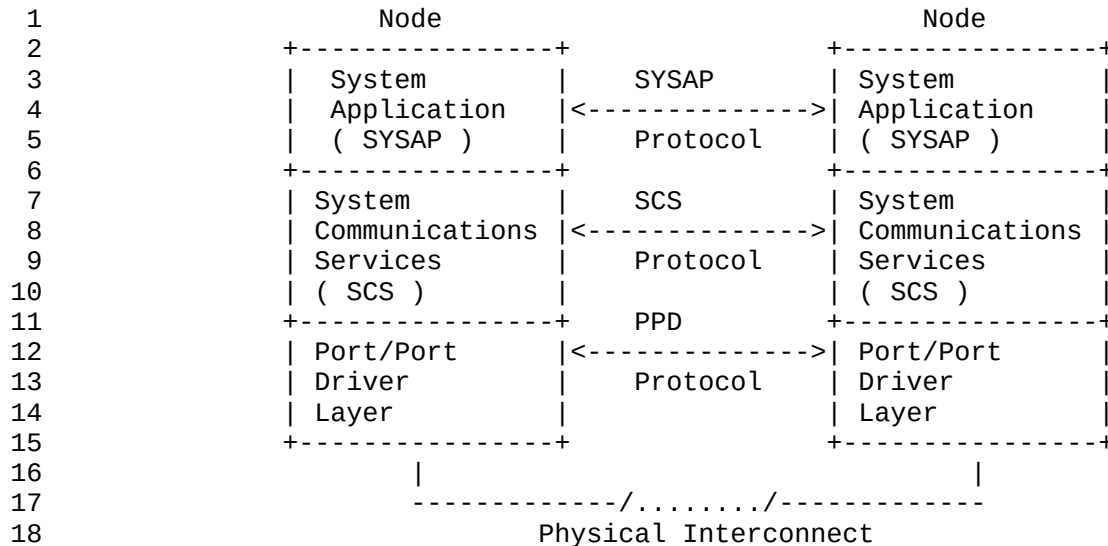 1                        Node                                Node
2                  +----------------+                +----------------+
3                  |  System        |    SYSAP       | System         |
4                  |  Application   |<-------------->| Application    |
5                  |  ( SYSAP )     |    Protocol    | ( SYSAP )      |
6                  +----------------+                +----------------+
7                  | System         |    SCS         | System         |
8                  | Communications |<-------------->| Communications |
9                  | Services       |    Protocol    | Services       |
10                 | ( SCS )        |                | ( SCS )        |
11                 +----------------+    PPD         +----------------+
12                 | Port/Port      |<-------------->| Port/Port      |
13                 | Driver         |    Protocol    | Driver         |
14                 | Layer          |                | Layer          |
15                 +----------------+                +----------------+
16                         |                                  |
17                         -------------/......../-------------
18                                 Physical Interconnect